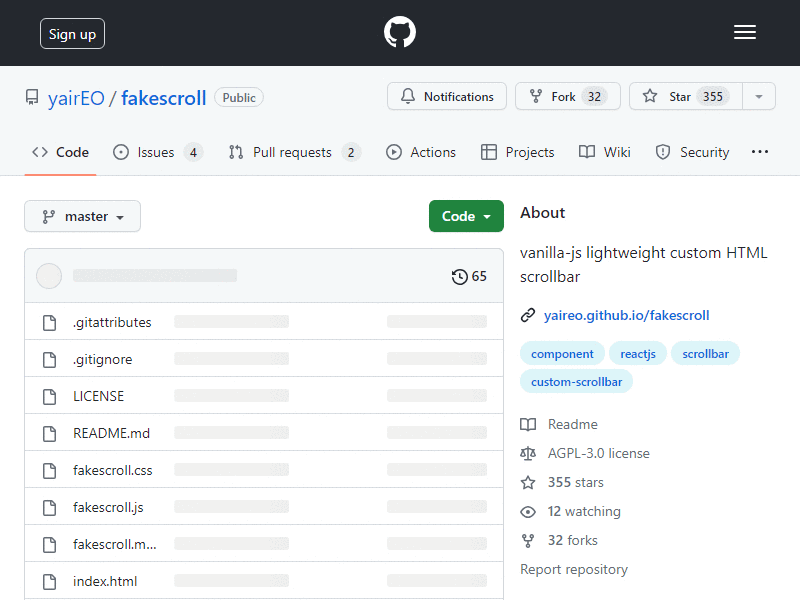 Sign up
yairEO / fakescroll Public
Notifications Fork 32 Star 355
Code Issues 4 Pull requests 2 Actions Projects Wiki Security
master Code
65
.gitattributes
.gitignore
LICENSE
README.md
fakescroll.css
fakescroll.js
fakescroll.m...
index.html
About
vanilla-js lightweight custom HTML
scrollbar
yaireo.github.io/fakescroll
component reactjs scrollbar
custom-scrollbar
Readme
AGPL-3.0 license
355 stars
12 watching
32 forks
Report repository